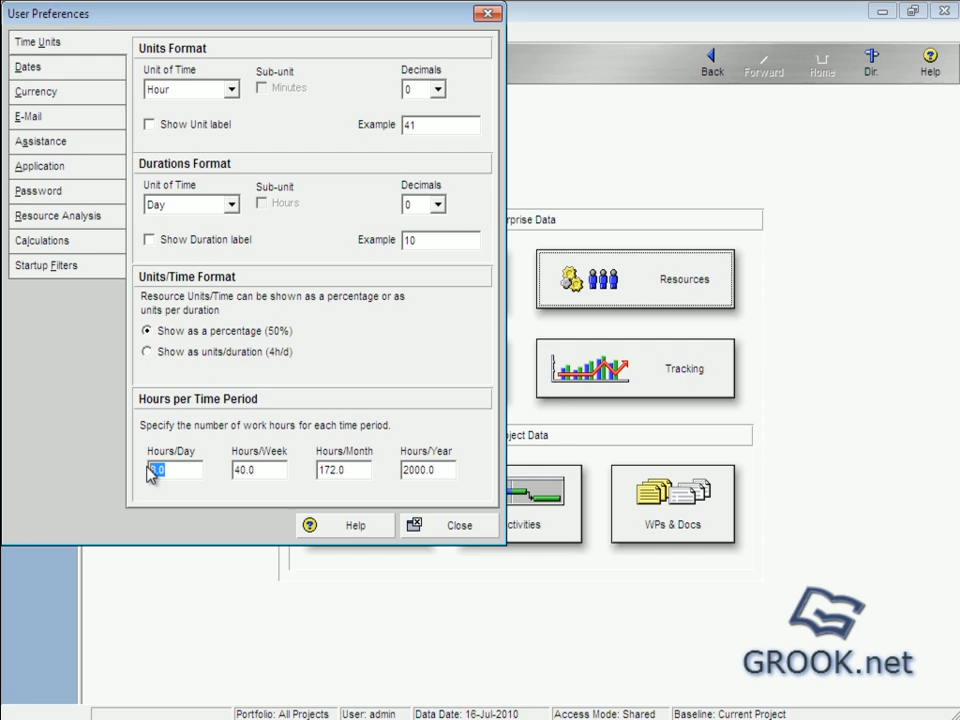 User Preferences
Time Units
Dates
Currency
E-Mail
Assistance
Application
Password
Resource Analysis
Calculations
Startup Filters
Units Format
Unit of Time
Sub-unit
Decimals
Hour
Minutes
0
Show Unit label
Example
41
Durations Format
Unit of Time
Sub-unit
Decimals
Day
Hours
0
Show Duration label
Example
10
Units/Time Format
Resource Units/Time can be shown as a percentage or as
units per duration
Show as a percentage (50%)
Show as units/duration (4h/d)
Hours per Time Period
Specify the number of work hours for each time period.
Hours/Day
Hours/Week
Hours/Month
Hours/Year
40.0
172.0
2000.0
Help
Close
Back
Forward
Home
Dir.
Help
Data
Resources
Tracking
Data
WPs & Docs
GROOK.net
Portfolio: All Projects
User: admin
Data Date: 16-Jul-2010
Access Mode: Shared
Baseline: Current Project